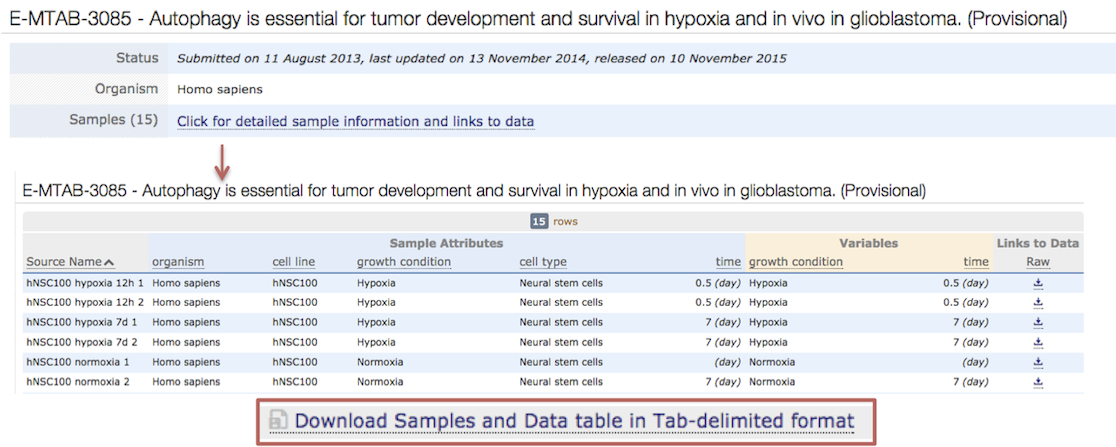 E-MTAB-3085 - Autophagy is essential for tumor development and survival in hypoxia and in vivo in glioblastoma. (Provisional)
Status Submitted on 11 August 2013, last updated on 13 November 2014, released on 10 November 2015
Organism Homo sapiens
Samples (15) Click for detailed sample information and links to data
E-MTAB-3085 - Autophagy is essential for tumor development and survival in hypoxia and in vivo in glioblastoma. (Provisional)
15 rows
Sample Attributes Variables Links to Data
Source Name organism cell line growth condition cell type time growth condition time Raw
hNSC100 hypoxia 12h 1 Homo sapiens hNSC100 Hypoxia Neural stem cells 0.5 (day) Hypoxia 0.5 (day)
hNSC100 hypoxia 12h 2 Homo sapiens hNSC100 Hypoxia Neural stem cells 0.5 (day) Hypoxia 0.5 (day)
hNSC100 hypoxia 7d 1 Homo sapiens hNSC100 Hypoxia Neural stem cells 7 (day) Hypoxia 7 (day)
hNSC100 hypoxia 7d 2 Homo sapiens hNSC100 Hypoxia Neural stem cells 7 (day) Hypoxia 7 (day)
hNSC100 normoxia 1 Homo sapiens hNSC100 Normoxia Neural stem cells (day) Normoxia (day)
hNSC100 normoxia 2 Homo sapiens hNSC100 Normoxia Neural stem cells 7 (day) Normoxia 7 (day)
Download Samples and Data table in Tab-delimited format